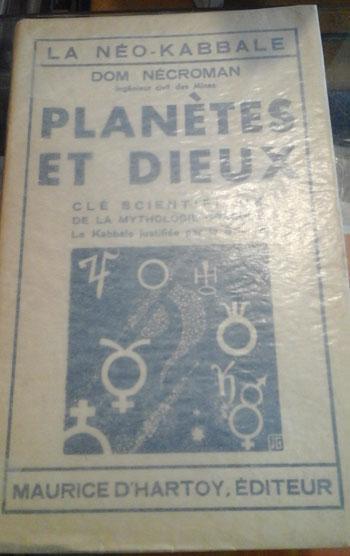 LA NÉO-KABBALE
DOM NÉCROMAN
Ingénieur civil des Mines
PLANÈTES
ET DIEUX
CLÉ
DE LA MYTHOLOGIE
La Kabbale justifiée par la
JG
MAURICE D'HARTOY, ÉDITEUR